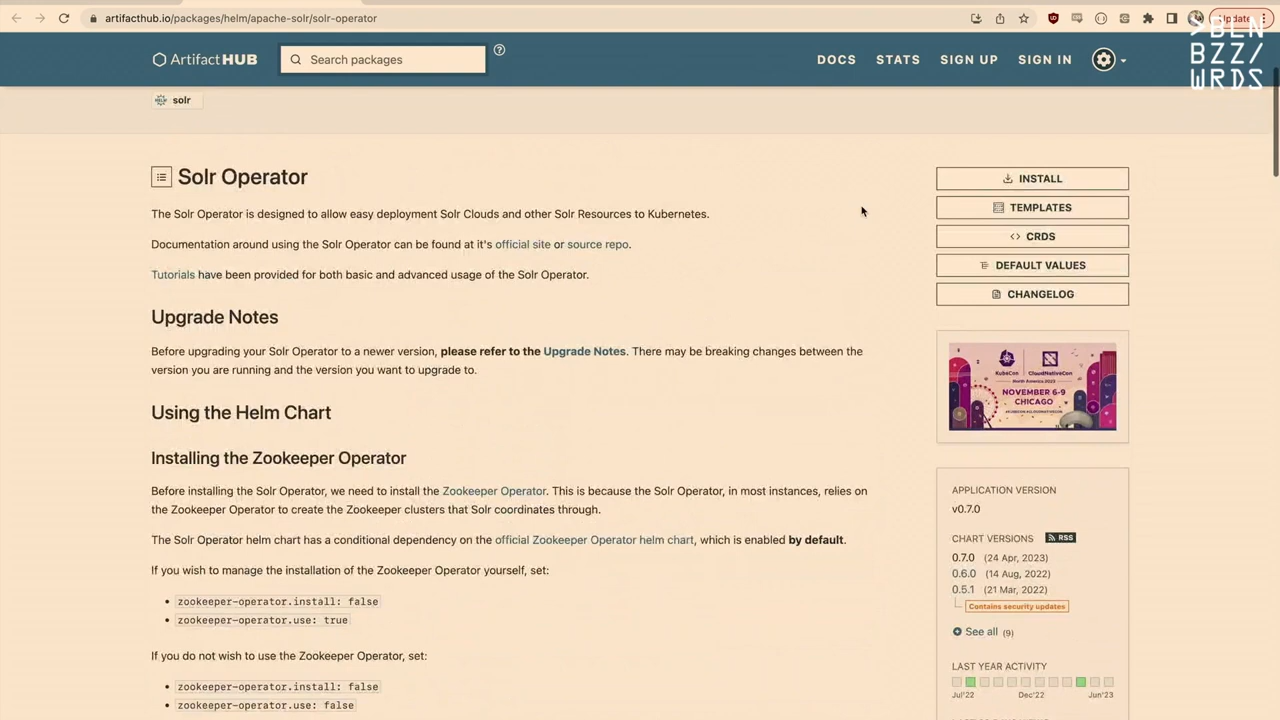 artifacthub.io/packages/helm/apache-solr/solr-operator
Update
>BLN
BZZ/
WRDS
ArtifactHUB
Search packages
DOCS
STATS
SIGN UP
SIGN IN
HELM
solr
Solr Operator
INSTALL
The Solr Operator is designed to allow easy deployment Solr Clouds and other Solr Resources to Kubernetes.
TEMPLATES
Documentation around using the Solr Operator can be found at it's official site or source repo.
CRDS
Tutorials have been provided for both basic and advanced usage of the Solr Operator.
DEFAULT VALUES
CHANGELOG
Upgrade Notes
Before upgrading your Solr Operator to a newer version, please refer to the Upgrade Notes. There may be breaking changes between the
version you are running and the version you want to upgrade to.
KubeCon
CloudNativeCon
North America 2023
NOVEMBER 6-9
CHICAGO
Using the Helm Chart
Installing the Zookeeper Operator
Before installing the Solr Operator, we need to install the Zookeeper Operator. This is because the Solr Operator, in most instances, relies on
the Zookeeper Operator to create the Zookeeper clusters that Solr coordinates through.
The Solr Operator helm chart has a conditional dependency on the official Zookeeper Operator helm chart, which is enabled by default.
If you wish to manage the installation of the Zookeeper Operator yourself, set:
• zookeeper-operator.install: false
• zookeeper-operator.use: true
If you do not wish to use the Zookeeper Operator, set:
• zookeeper-operator.install: false
• zookeeper-operator.use: false
APPLICATION VERSION
v0.7.0
CHART VERSIONS
RSS
0.7.0 (24 Apr, 2023)
0.6.0 (14 Aug, 2022)
0.5.1 (21 Mar, 2022)
Contains security updates
See all (9)
LAST YEAR ACTIVITY
Jul'22
Dec'22
Jun'23